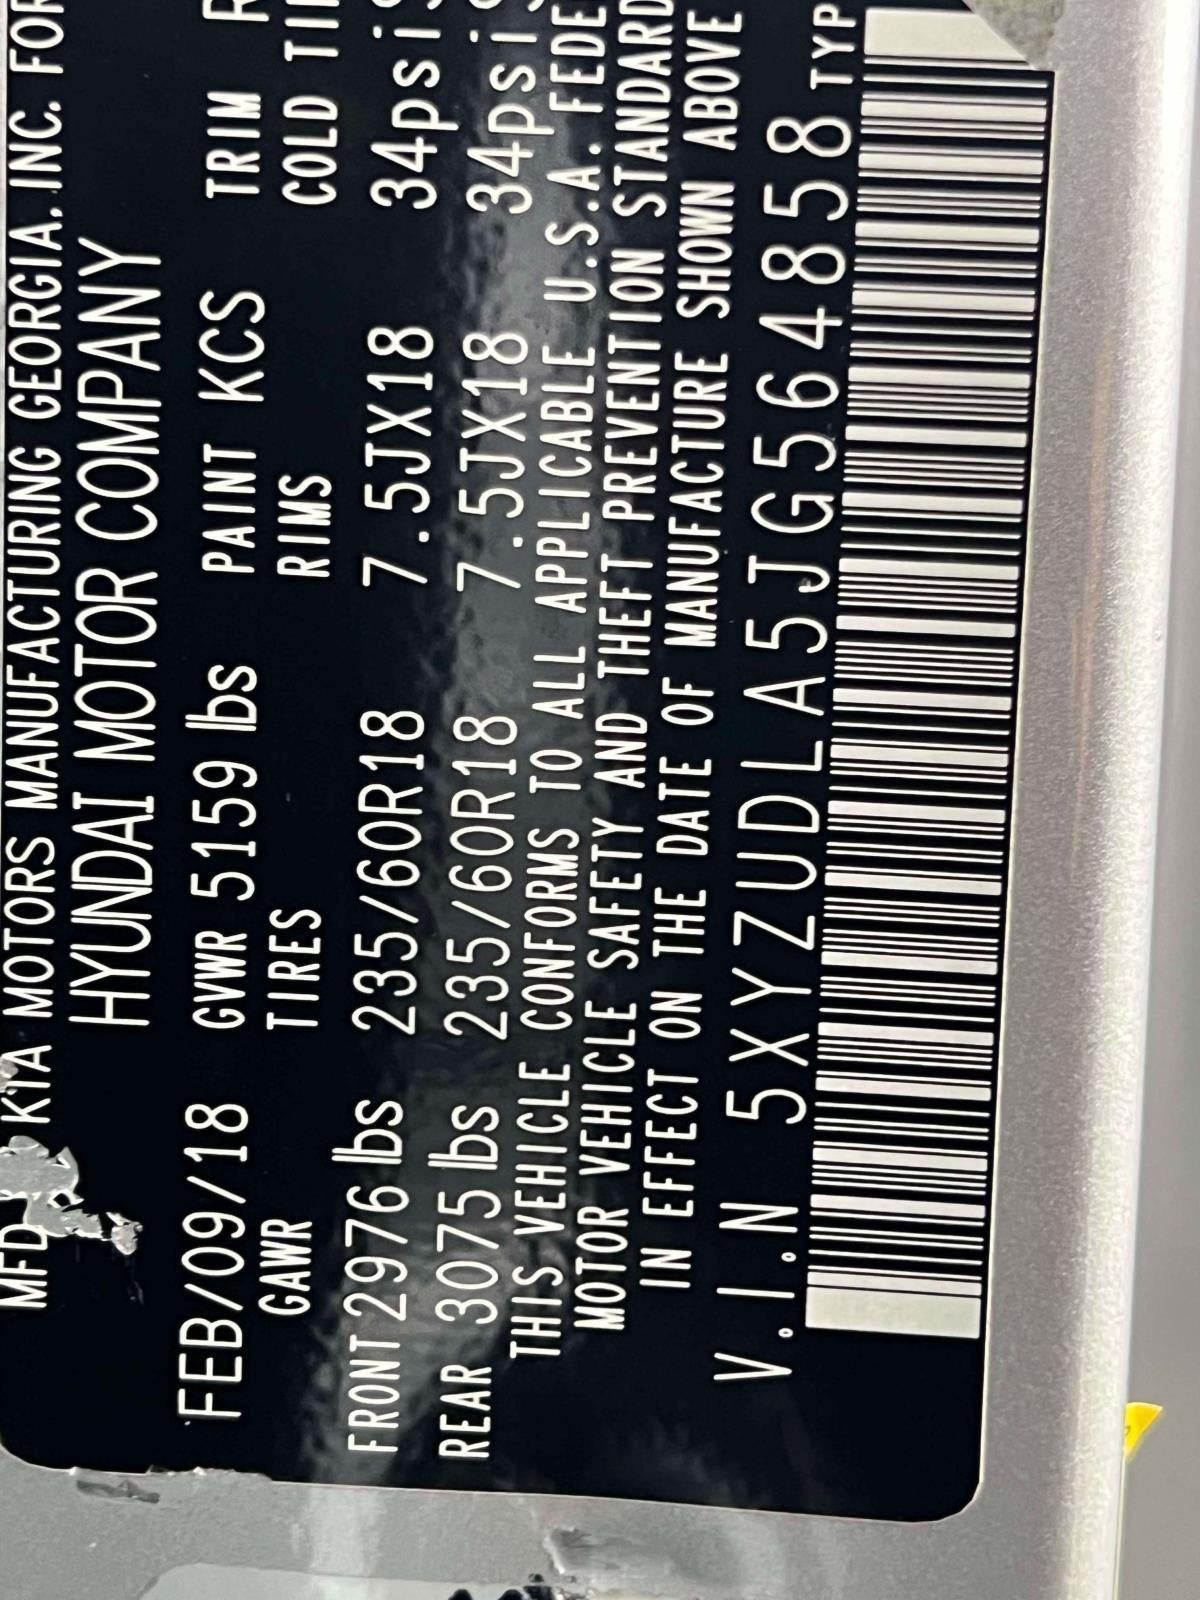 MFD KIA MOTORS MANUFACTURING GEORGIA. INC. FOR
HYUNDAI MOTOR COMPANY
FEB/09/18 GVWR 5159 lbs PAINT KCS TRIM R
GAWR TIRES RIMS COLD TI
FRONT 2976 lbs 235/60R18 7.5JX18 34psi
REAR 3075 lbs 235/60R18 7.5JX18 34psi
THIS VEHICLE CONFORMS TO ALL APPLICABLE U.S.A. FEDE
MOTOR VEHICLE SAFETY AND THEFT PREVENTION STANDARD
IN EFFECT ON THE DATE OF MANUFACTURE SHOWN ABOVE
V.I.N 5XYZUDLA5JG564858 TYP